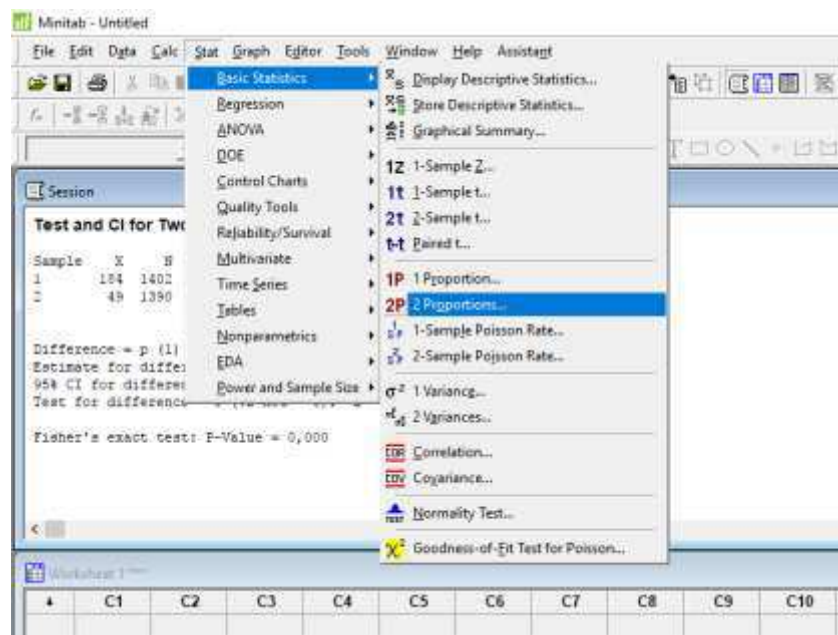 Minitab - Untitled
File Edit Data Calc Stat Graph Editor Tools Window Help Assistant
Basic Statistics
Regression
ANOVA
DOE
Control Charts
Quality Tools
Reliability/Survival
Multivariate
Time Series
Tables
Nonparametrics
EDA
Power and Sample Size
Display Descriptive Statistics...
Store Descriptive Statistics...
Graphical Summary...
1Z 1-Sample Z...
1t 1-Sample t...
2t 2-Sample t...
t-t Paired t...
1P 1 Proportion...
2P 2 Proportions...
1-Sample Poisson Rate...
2-Sample Poisson Rate...
σ² 1 Variance...
2 Variances...
COR Correlation...
COV Covariance...
Normality Test...
χ² Goodness-of-Fit Test for Poisson...
Session
Test and CI for Two
Sample X N
1 184 1402
2 49 1390
Difference = p (1)
Estimate for differ
95% CI for differen
Test for difference
Fisher's exact test: P-Value = 0,000
Worksheet 1 ***
C1 C2 C3 C4 C5 C6 C7 C8 C9 C10